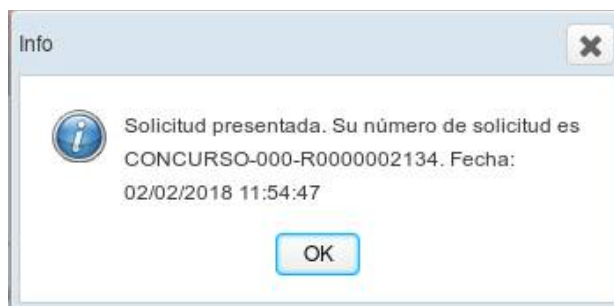 Info
Solicitud presentada. Su número de solicitud es
CONCURSO-000-R0000002134. Fecha:
02/02/2018 11:54:47
OK